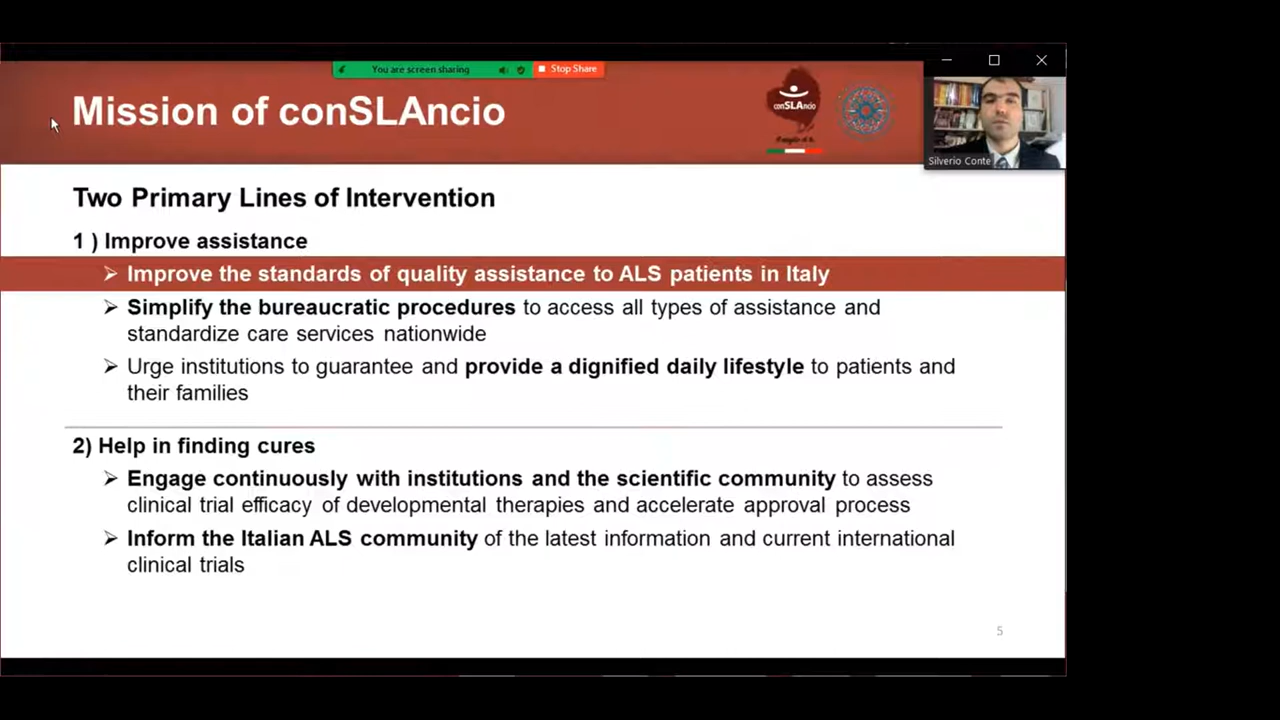 You are screen sharing
Stop Share
Mission of conSLAncio
conSLAncio
Silverio Conte
Two Primary Lines of Intervention
1 ) Improve assistance
Improve the standards of quality assistance to ALS patients in Italy
Simplify the bureaucratic procedures to access all types of assistance and
standardize care services nationwide
Urge institutions to guarantee and provide a dignified daily lifestyle to patients and
their families
2) Help in finding cures
Engage continuously with institutions and the scientific community to assess
clinical trial efficacy of developmental therapies and accelerate approval process
Inform the Italian ALS community of the latest information and current international
clinical trials
5